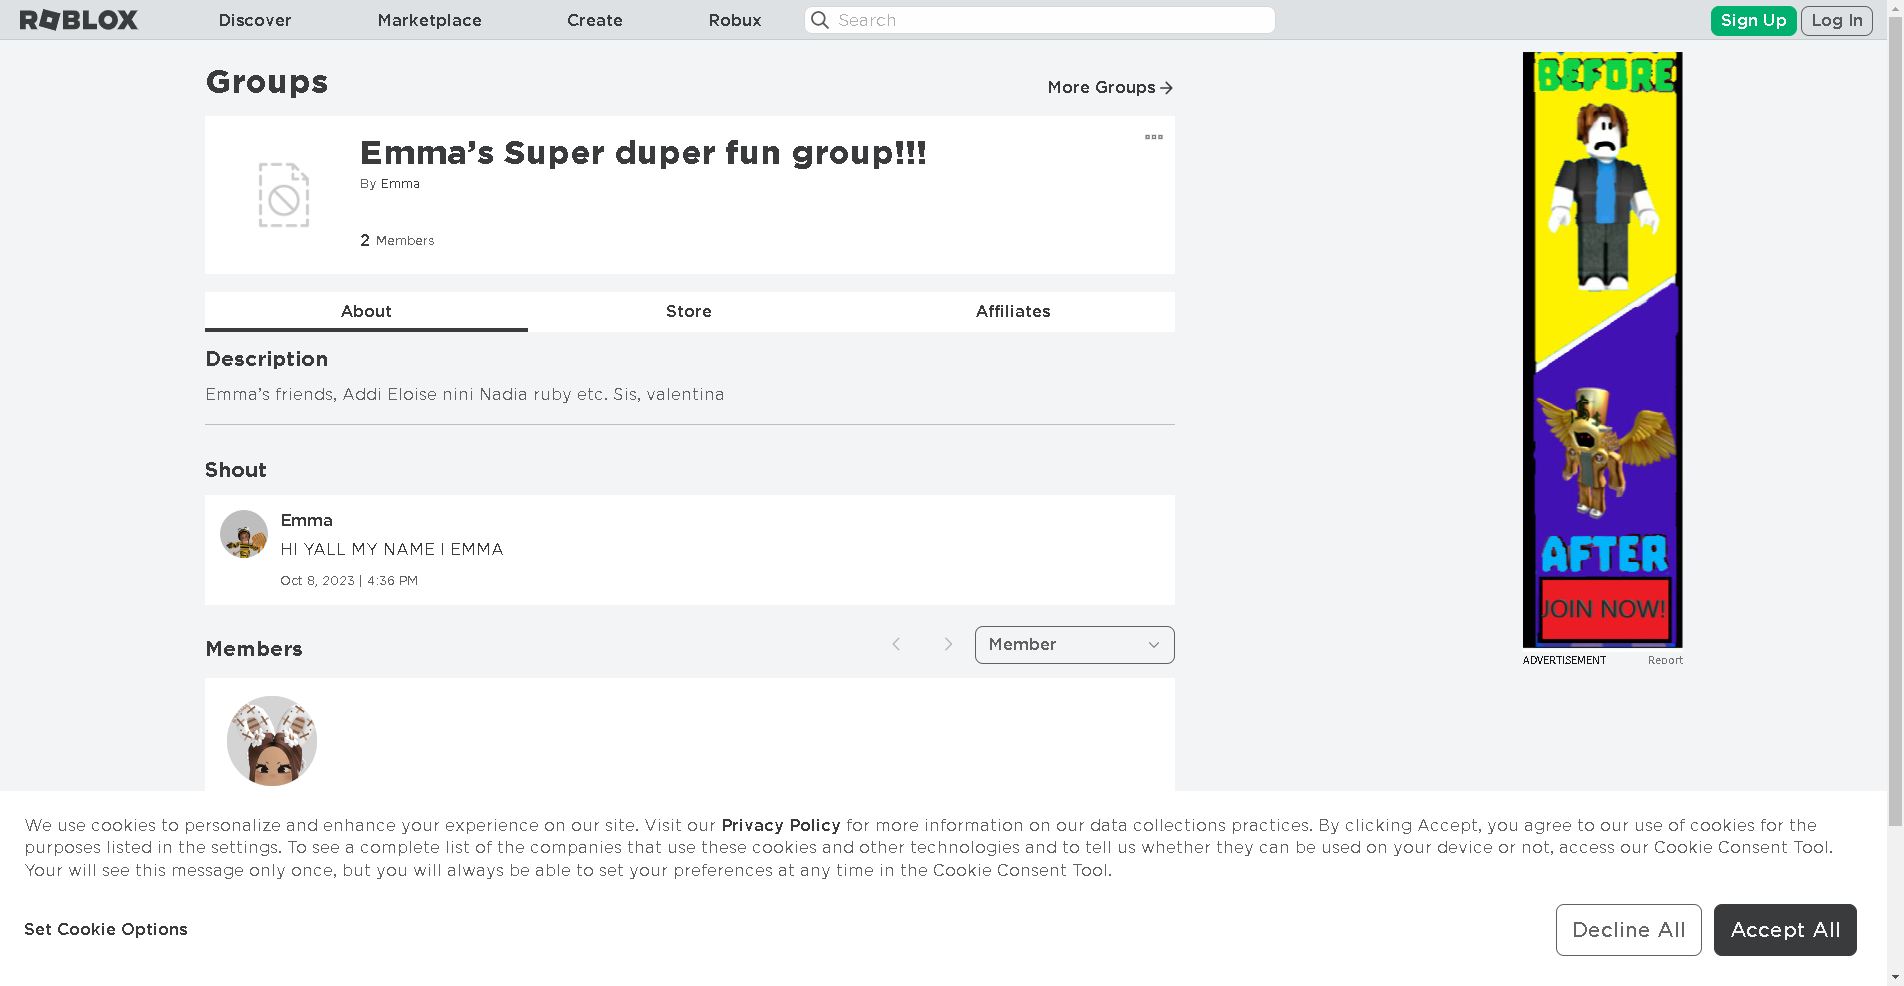 ROBLOX Discover Marketplace Create Robux Search Sign Up Log In
Groups
More Groups
Emma’s Super duper fun group!!!
By Emma
2 Members
About Store Affiliates
Description
Emma’s friends, Addi Eloise nini Nadia ruby etc. Sis, valentina
Shout
Emma
HI YALL MY NAME I EMMA
Oct 8, 2023 | 4:36 PM
Members
Member
BEFORE
AFTER
JOIN NOW!
ADVERTISEMENT Report
We use cookies to personalize and enhance your experience on our site. Visit our Privacy Policy for more information on our data collections practices. By clicking Accept, you agree to our use of cookies for the
purposes listed in the settings. To see a complete list of the companies that use these cookies and other technologies and to tell us whether they can be used on your device or not, access our Cookie Consent Tool.
Your will see this message only once, but you will always be able to set your preferences at any time in the Cookie Consent Tool.
Set Cookie Options
Decline All
Accept All